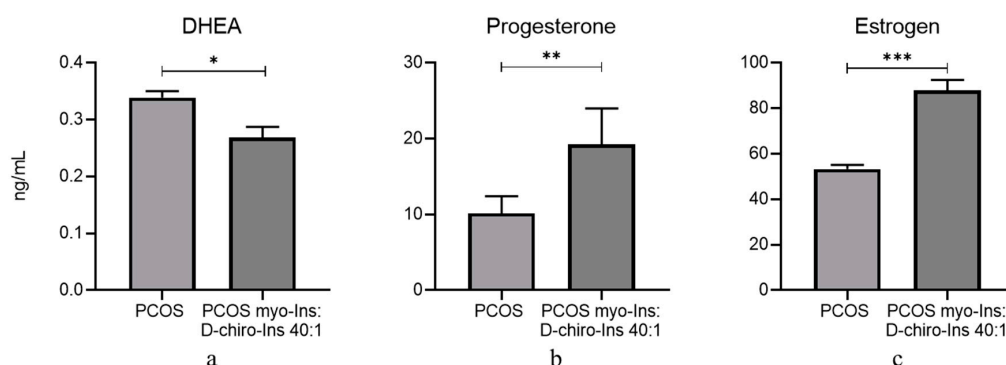 DHEA
ng/mL
0.4
0.3
0.2
0.1
0.0
*
PCOS
PCOS myo-Ins:
D-chiro-Ins 40:1
a
Progesterone
30
20
10
0
**
PCOS
PCOS myo-Ins:
D-chiro-Ins 40:1
b
Estrogen
100
80
60
40
20
0
***
PCOS
PCOS myo-Ins:
D-chiro-Ins 40:1
c